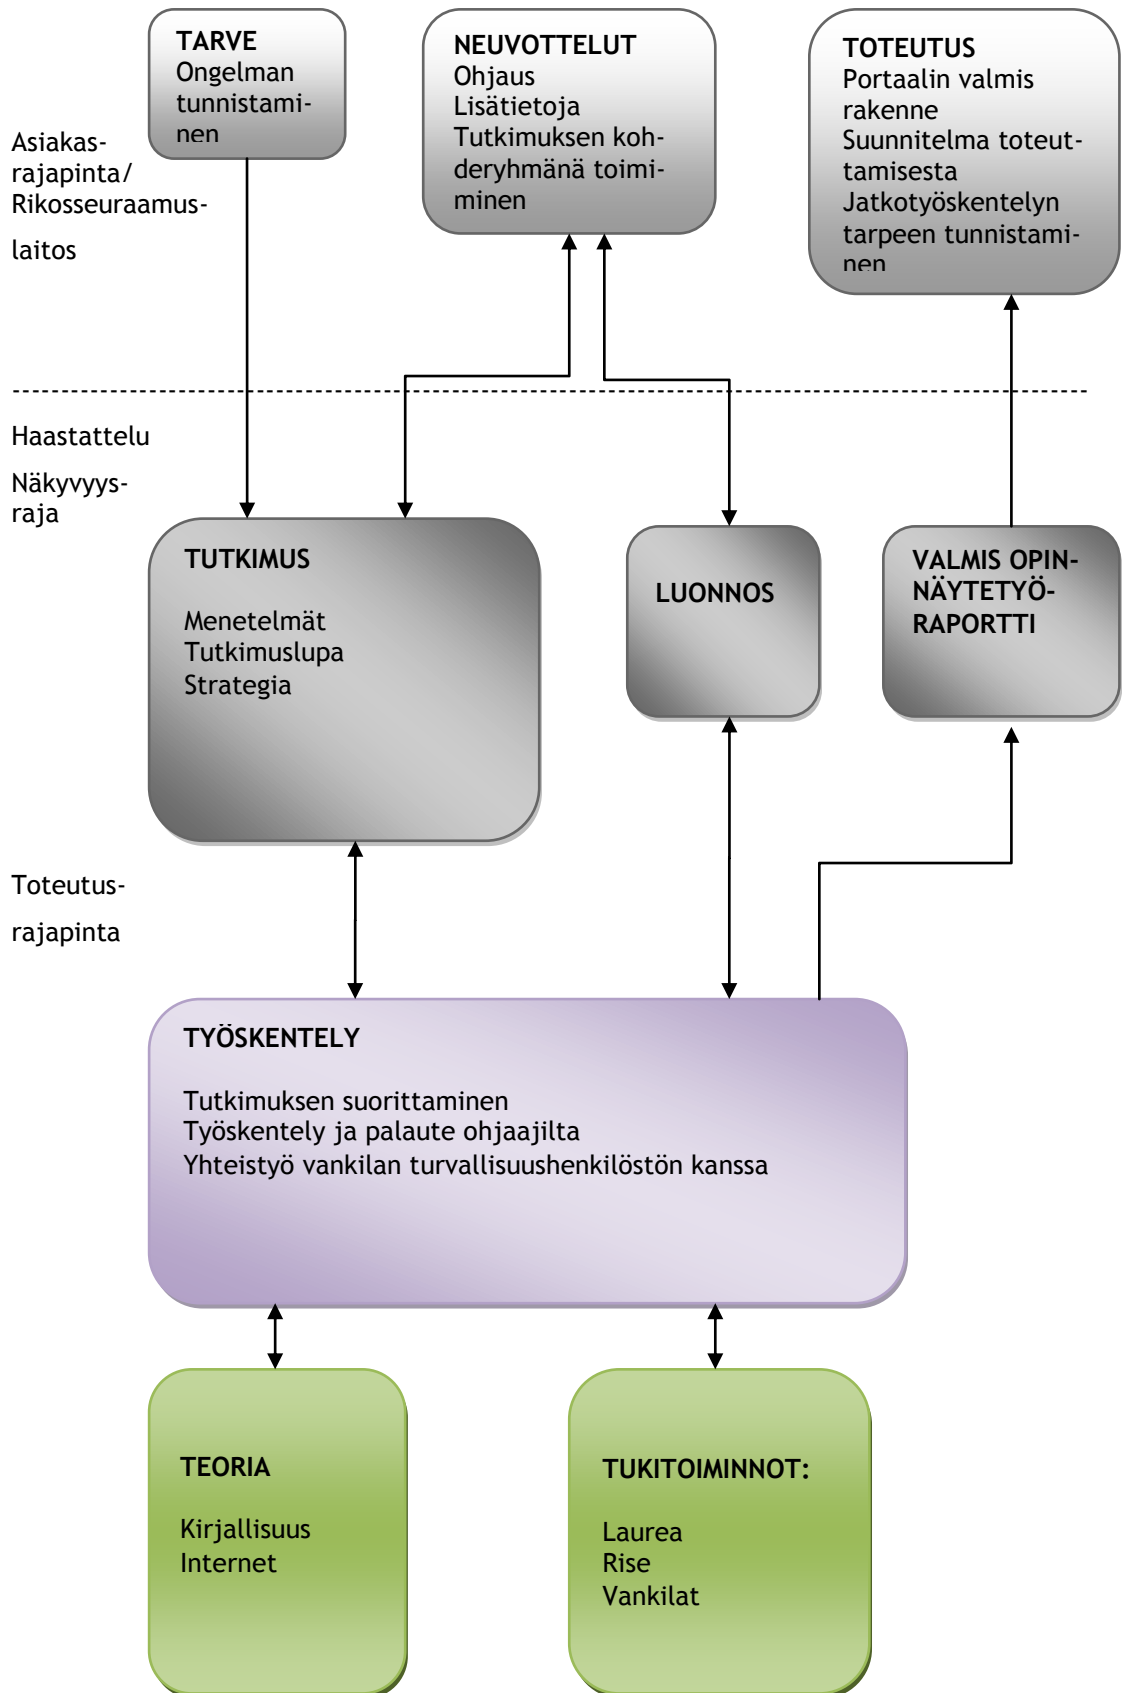 TARVE
Ongelman
tunnistami-
nen
NEUVOTTELUT
Ohjaus
Lisätietoja
Tutkimuksen koh-
deryhmänä toimi-
minen
TOTEUTUS
Portaalin valmis
rakenne
Suunnitelma toteut-
tamisesta
Jatkotyöskentelyn
tarpeen tunnistami-
nen
Asiakas-
rajapinta/
Rikosseuraamus-
laitos
Haastattelu
Näkyvyys-
raja
TUTKIMUS
Menetelmät
Tutkimuslupa
Strategia
LUONNOS
VALMIS OPIN-
NÄYTETYÖ-
RAPORTTI
Toteutus-
rajapinta
TYÖSKENTELY
Tutkimuksen suorittaminen
Työskentely ja palaute ohjaajilta
Yhteistyö vankilan turvallisuushenkilöstön kanssa
TEORIA
Kirjallisuus
Internet
TUKITOIMINNOT:
Laurea
Rise
Vankilat